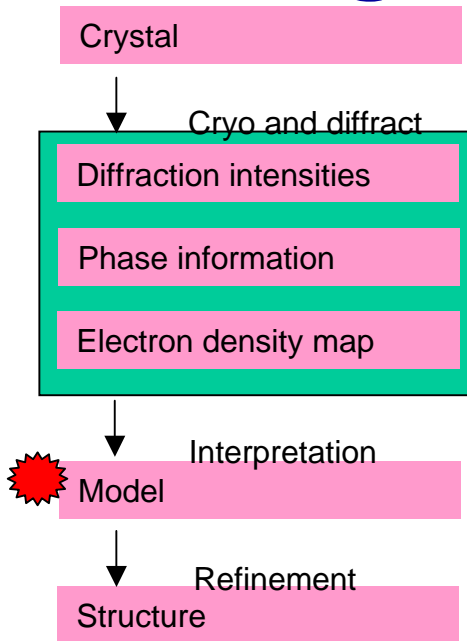 Crystal
Cryo and diffract
Diffraction intensities
Phase information
Electron density map
Interpretation
Model
Refinement
Structure